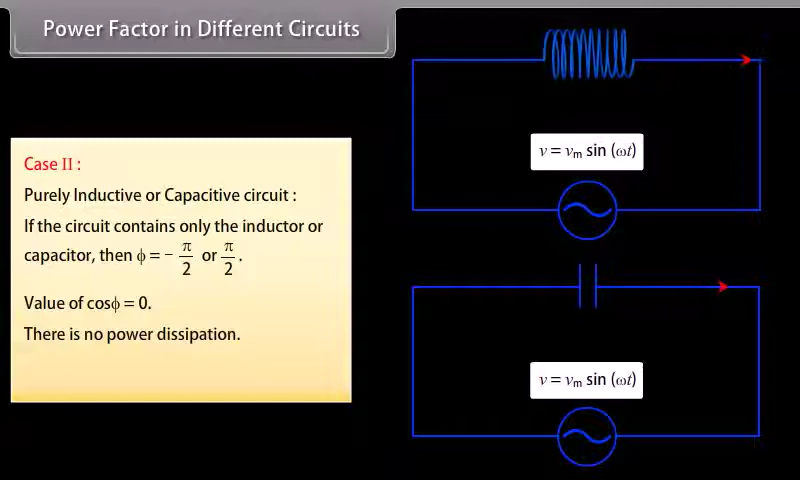 Power Factor in Different Circuits
Case II :
Purely Inductive or Capacitive circuit :
If the circuit contains only the inductor or
capacitor, then ϕ = − π/2 or π/2.
Value of cosϕ = 0.
There is no power dissipation.
v = vₘ sin (ωt)
v = vₘ sin (ωt)